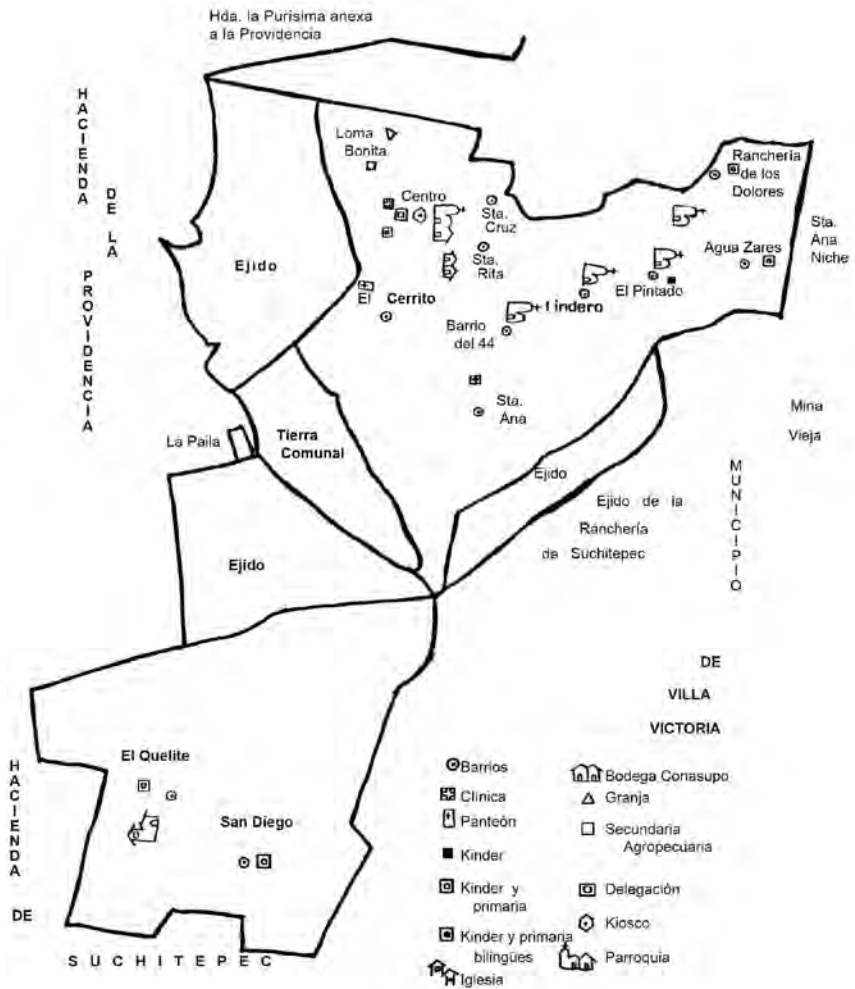 Hda. la Purísima anexa
a la Providencia
HACIENDA
DE LA
PROVIDENCIA
Loma
Bonita
Centro
Sta.
Cruz
Sta.
Rita
Ranchería
de los
Dolores
Agua Zares
Sta.
Ana
Niche
Ejido
El Cerrito
Lindero
El Pintado
Barrio
del 44
Sta.
Ana
Mina
Vieja
La Paila
Tierra
Comunal
Ejido
Ejido de la
Ranchería
de Suchitepec
MUNICIPIO
DE
VILLA
VICTORIA
Ejido
El Quelite
San Diego
HACIENDA
DE
SUCHITEPEC
Barrios
Clínica
Panteón
Kinder
Kinder y
primaria
Kinder y primaria
bilingües
Iglesia
Bodega Conasupo
Granja
Secundaria
Agropecuaria
Delegación
Kiosco
Parroquia